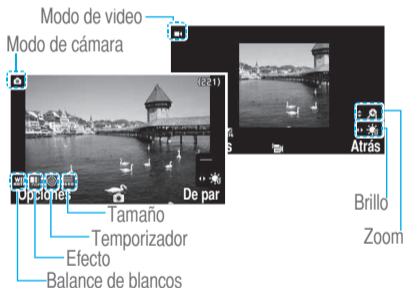 Modo de video
Modo de cámara
(221)
Opciones
De par
s
Atrás
Tamaño
Temporizador
Efecto
Balance de blancos
Brillo
Zoom